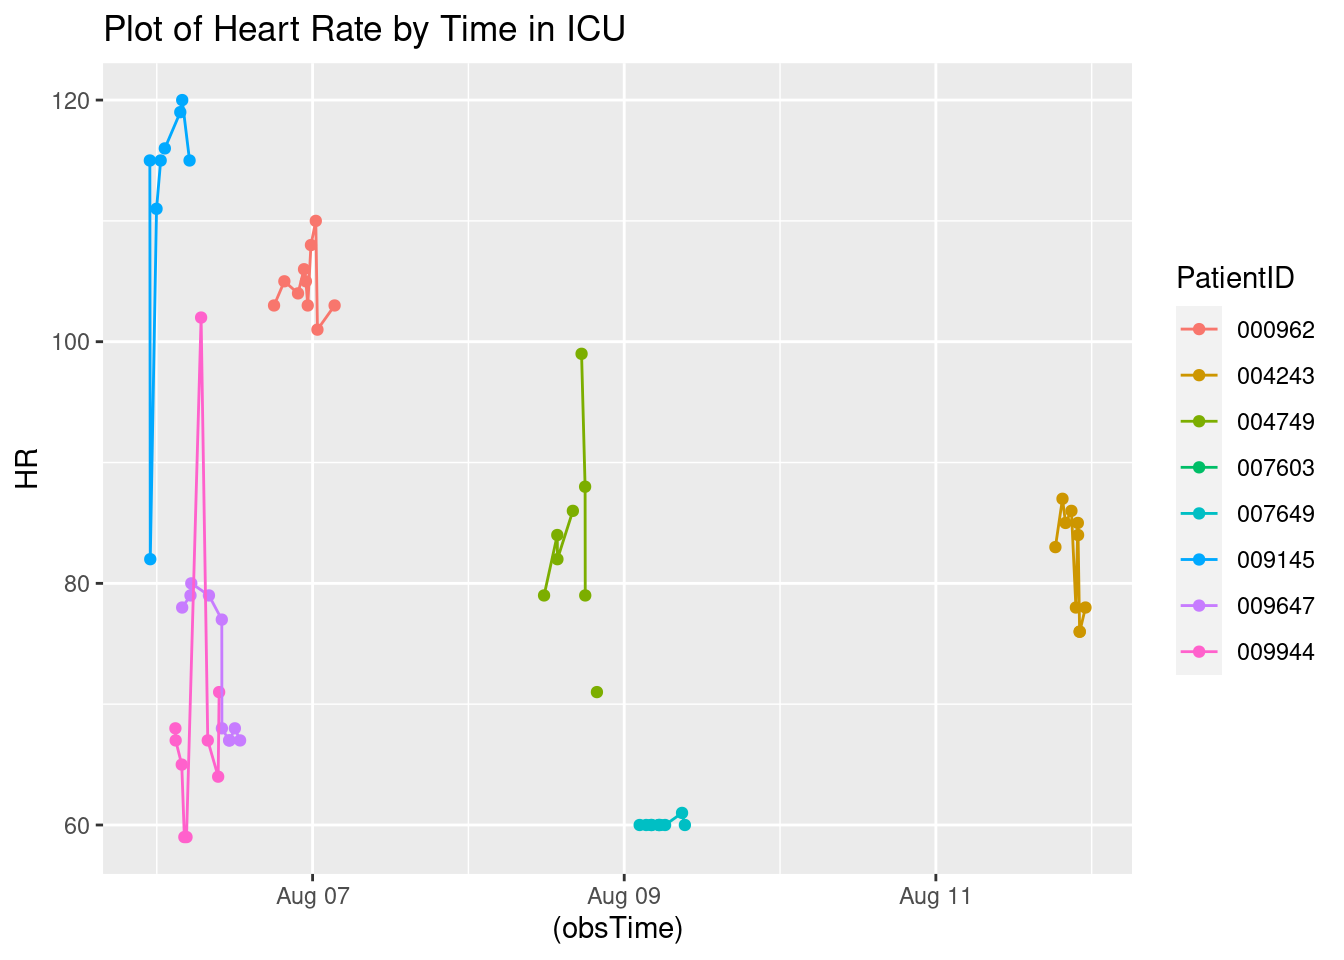 Plot of Heart Rate by Time in ICU
120
100
80
60
HR
Aug 07
Aug 09
Aug 11
(obsTime)
PatientID
000962
004243
004749
007603
007649
009145
009647
009944